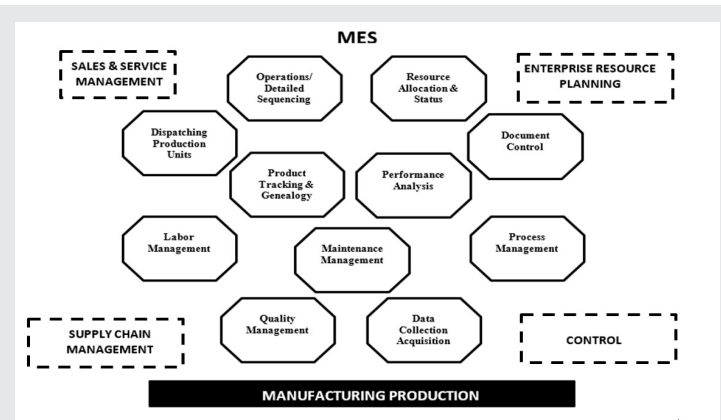 MES
SALES & SERVICE
MANAGEMENT
Operations/
Detailed
Sequencing
Resource
Allocation &
Status
ENTERPRISE RESOURCE
PLANNING
Dispatching
Production
Units
Document
Control
Product
Tracking &
Genealogy
Performance
Analysis
Labor
Management
Maintenance
Management
Process
Management
Quality
Management
Data
Collection
Acquisition
SUPPLY CHAIN
MANAGEMENT
CONTROL
MANUFACTURING PRODUCTION